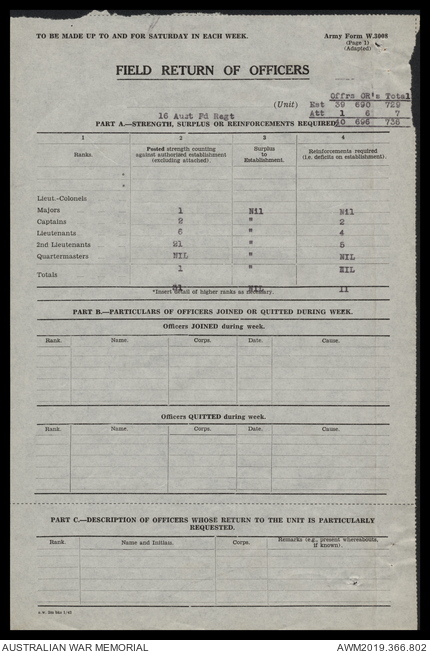 TO BE MADE UP TO AND FOR SATURDAY IN EACH WEEK.
Army Form W.3008
(Page 1)
(Adapted)
FIELD RETURN OF OFFICERS
Offrs OR's Total
(Unit) Est 39 690 729
Att 1 6 7
16 Aust Fd Regt
40 696 736
PART A.—STRENGTH, SURPLUS OR REINFORCEMENTS REQUIRED.
1 2 3 4
Ranks. Posted strength counting against authorized establishment (excluding attached). Surplus to Establishment. Reinforcements required (i.e. deficits on establishment).
*
*
Lieut.-Colonels
Majors 1 Nil Nil
Captains " 2
Lieutenants 6 " 4
2nd Lieutenants 21 " 5
Quartermasters NIL " NIL
Totals 1
NIL 11
*Insert detail of higher ranks as necessary.
PART B.—PARTICULARS OF OFFICERS JOINED OR QUITTED DURING WEEK.
Officers JOINED during week.
Rank. Name. Corps. Date. Cause.
Officers QUITTED during week.
Rank. Name. Corps. Date. Cause.
PART C.—DESCRIPTION OF OFFICERS WHOSE RETURN TO THE UNIT IS PARTICULARLY
REQUESTED.
Rank. Name and Initials. Corps. Remarks (e.g., present whereabouts, if known).
AUSTRALIAN WAR MEMORIAL
AWM2019.366.802